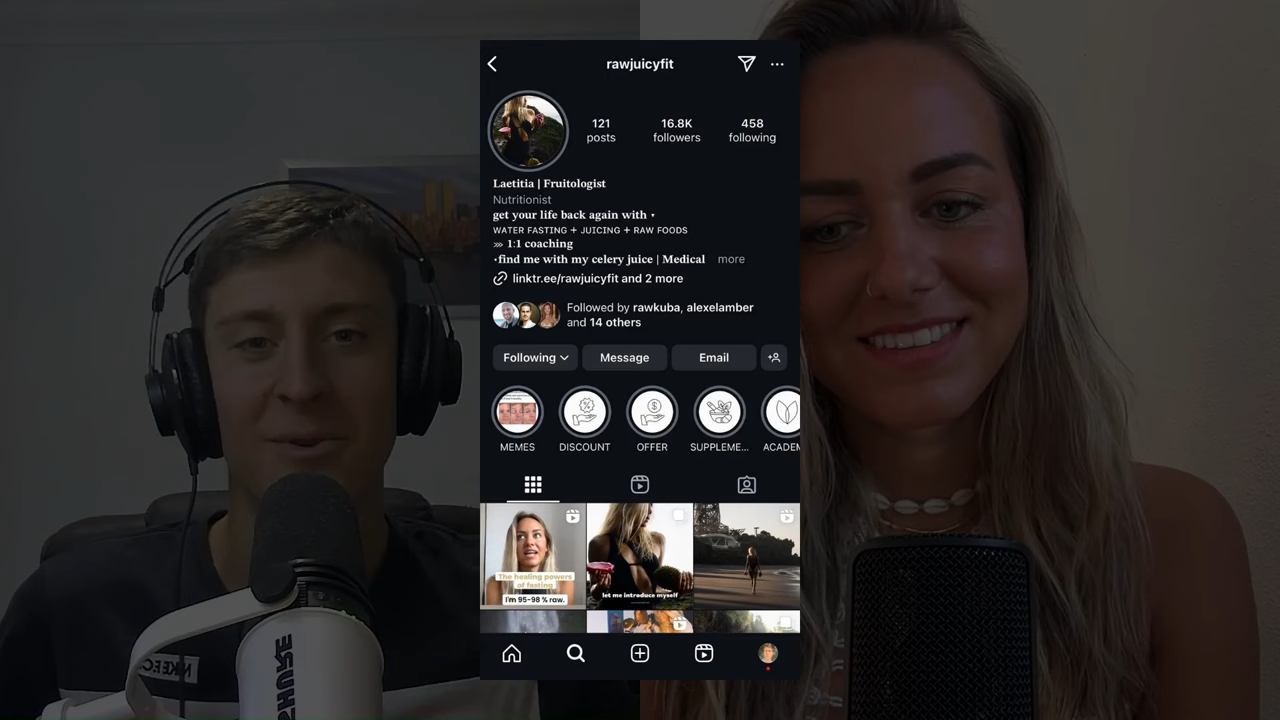 rawjuicyfit
121
posts
16.8K
followers
458
following
Laetitia | Fruitologist
Nutritionist
get your life back again with •
WATER FASTING + JUICING + RAW FOODS
⋙ 1:1 coaching
•find me with my celery juice | Medical more
linktr.ee/rawjuicyfit and 2 more
Followed by rawkuba, alexelamber
and 14 others
Following
Message
Email
MEMES
DISCOUNT
OFFER
SUPPLEME...
ACADEM
The healing powers
of fasting
I'm 95-98 % raw.
let me introduce myself
SHURE